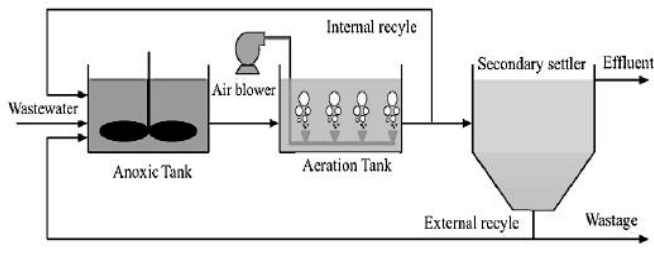 Internal recyle
Secondary settler
Effluent
Air blower
Wastewater
Anoxic Tank
Aeration Tank
External recyle
Wastage